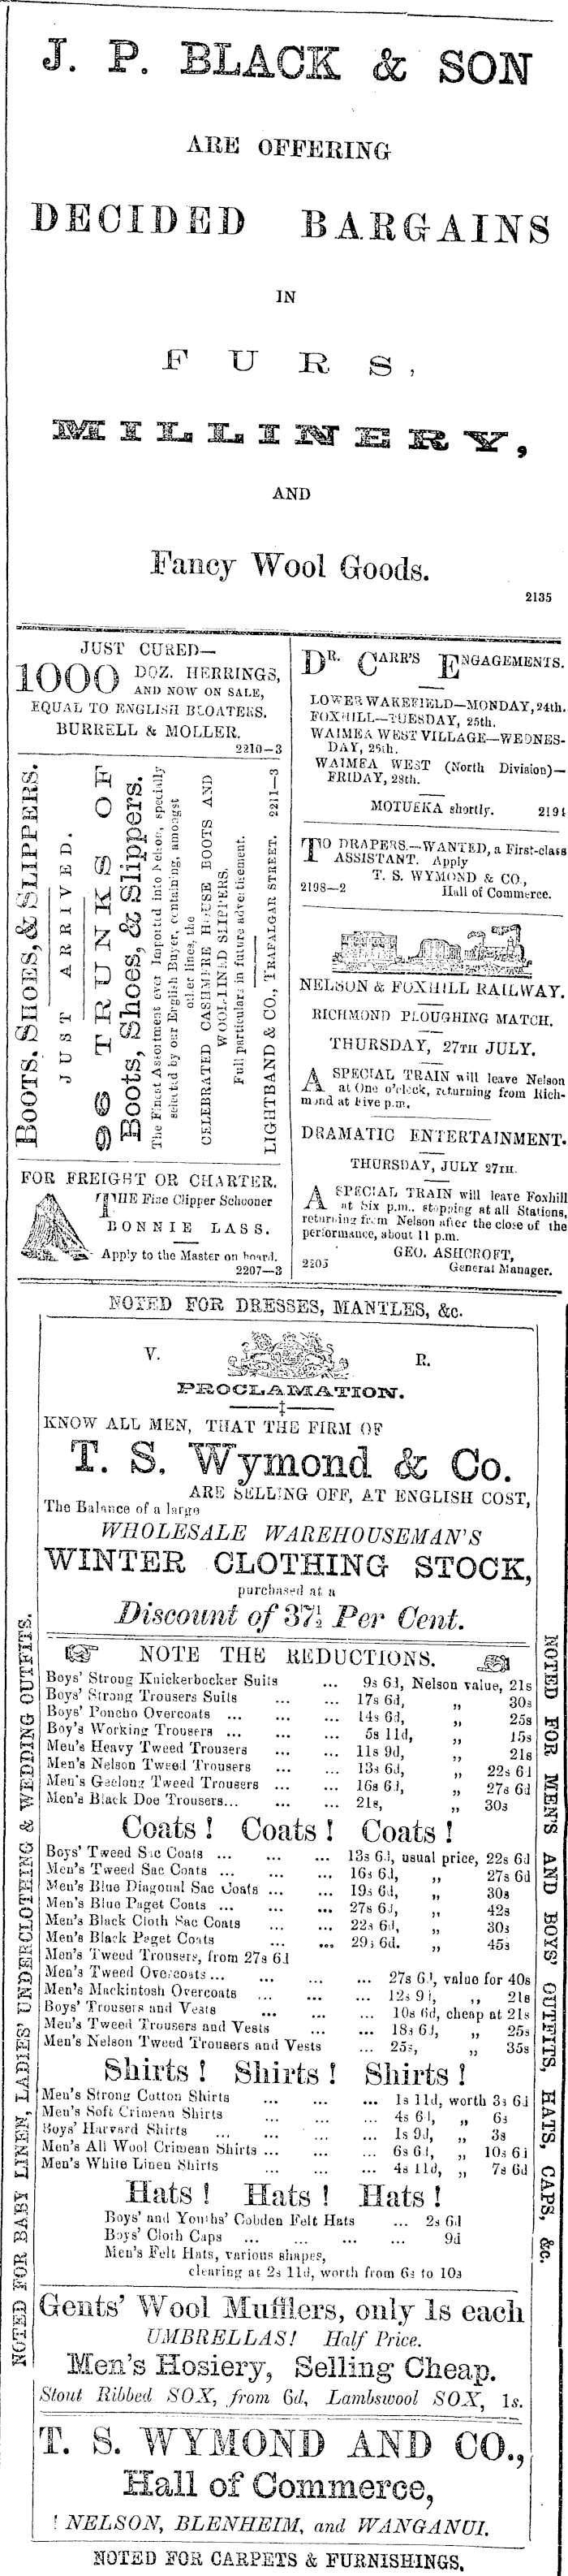 J. P. BLACK & SON
ARE OFFERING
DECIDED BARGAINS
IN
FURS,
MILLINERY,
AND
Fancy Wool Goods.
2135
JUST CURED—
1000 DOZ. HERRINGS,
AND NOW ON SALE,
EQUAL TO ENGLISH BLOATERS.
BURRELL & MOLLER.
2210—3
BOOTS, SHOES, & SLIPPERS.
JUST ARRIVED.
96 TRUNKS OF
Boots, Shoes, & Slippers.
The Finest Assortment ever Imported into Nelson, specially
selected by our English Buyer, containing, amongst
other lines, the
CELEBRATED CASHMERE HOUSE BOOTS AND
WOOL-LINED SLIPPERS.
Full particulars in future advertisement.
LIGHTBAND & CO., TRAFALGAR STREET. 2211—3
FOR FREIGHT OR CHARTER.
THE Fine Clipper Schooner
BONNIE LASS.
Apply to the Master on board.
2207—3
DR. CARR'S ENGAGEMENTS.
LOWER WAKEFIELD—MONDAY, 24th.
FOXHILL—TUESDAY, 25th.
WAIMEA WEST VILLAGE—WEDNES-
DAY, 26th.
WAIMEA WEST (North Division)—
FRIDAY, 28th.
MOTUEKA shortly. 2194
TO DRAPERS.—WANTED, a First-class
ASSISTANT. Apply
T. S. WYMOND & CO.,
2198—2 Hall of Commerce.
NELSON & FOXHILL RAILWAY.
RICHMOND PLOUGHING MATCH.
THURSDAY, 27TH JULY.
A SPECIAL TRAIN will leave Nelson
at One o'clock, returning from Rich-
mond at Five p.m.
DRAMATIC ENTERTAINMENT.
THURSDAY, JULY 27TH.
A SPECIAL TRAIN will leave Foxhill
at Six p.m., stopping at all Stations,
returning from Nelson after the close of the
performance, about 11 p.m.
GEO. ASHCROFT,
2205 General Manager.
NOTED FOR DRESSES, MANTLES, &c.
V. R.
PROCLAMATION.
KNOW ALL MEN, THAT THE FIRM OF
T. S. Wymond & Co.
ARE SELLING OFF, AT ENGLISH COST,
The Balance of a large
WHOLESALE WAREHOUSEMAN'S
WINTER CLOTHING STOCK,
purchased at a
Discount of 37½ Per Cent.
NOTE THE REDUCTIONS.
Boys' Strong Knickerbocker Suits ... 9s 6d, Nelson value, 21s
Boys' Strong Trousers Suits ... ... 17s 6d, „ 30s
Boys' Poncho Overcoats ... ... ... 14s 6d, „ 25s
Boy's Working Trousers ... ... ... 5s 11d, „ 15s
Men's Heavy Tweed Trousers ... ... 11s 9d, „ 21s
Men's Nelson Tweed Trousers ... ... 13s 6d, „ 22s 6d
Men's Geelong Tweed Trousers ... ... 16s 6d, „ 27s 6d
Men's Black Doe Trousers... ... ... 21s, „ 30s
Coats! Coats! Coats!
Boys' Tweed Sac Coats ... ... ... 13s 6d, usual price, 22s 6d
Men's Tweed Sac Coats ... ... ... 16s 6d, „ 27s 6d
Men's Blue Diagonal Sac Coats ... ... 19s 6d, „ 30s
Men's Blue Paget Coats ... ... ... 27s 6d, „ 42s
Men's Black Cloth Sac Coats ... ... 22s 6d, „ 30s
Men's Black Paget Coats ... ... 29s 6d. „ 45s
Men's Tweed Trousers, from 27s 6d
Men's Tweed Overcoats ... ... ... ... 27s 6d, value for 40s
Men's Mackintosh Overcoats ... ... ... 12s 9d, „ 21s
Boys' Trousers and Vests ... ... ... 10s 6d, cheap at 21s
Men's Tweed Trousers and Vests ... ... 18s 6d, „ 25s
Men's Nelson Tweed Trousers and Vests ... 25s, „ 35s
Shirts! Shirts! Shirts!
Men's Strong Cotton Shirts ... ... ... 1s 11d, worth 3s 6d
Men's Soft Crimean Shirts ... ... ... 4s 6d, „ 6s
Boys' Harvard Shirts ... ... ... ... 1s 9d, „ 3s
Men's All Wool Crimean Shirts ... ... ... 6s 6d, „ 10s 6d
Men's White Linen Shirts ... ... ... 4s 11d, „ 7s 6d
Hats! Hats! Hats!
Boys' and Youths' Cobden Felt Hats ... 2s 6d
Boys' Cloth Caps ... ... ... ... 9d
Men's Felt Hats, various shapes,
clearing at 2s 11d, worth from 6s to 10s
Gents' Wool Mufflers, only 1s each
UMBRELLAS! Half Price.
Men's Hosiery, Selling Cheap.
Stout Ribbed SOX, from 6d, Lambswool SOX, 1s.
T. S. WYMOND AND CO.,
Hall of Commerce,
! NELSON, BLENHEIM, and WANGANUI.
NOTED FOR CARPETS & FURNISHINGS.
NOTED FOR BABY LINEN, LADIES' UNDERCLOTHING & WEDDING OUTFITS.
NOTED FOR MEN'S AND BOYS' OUTFITS, HATS, CAPS, &c.